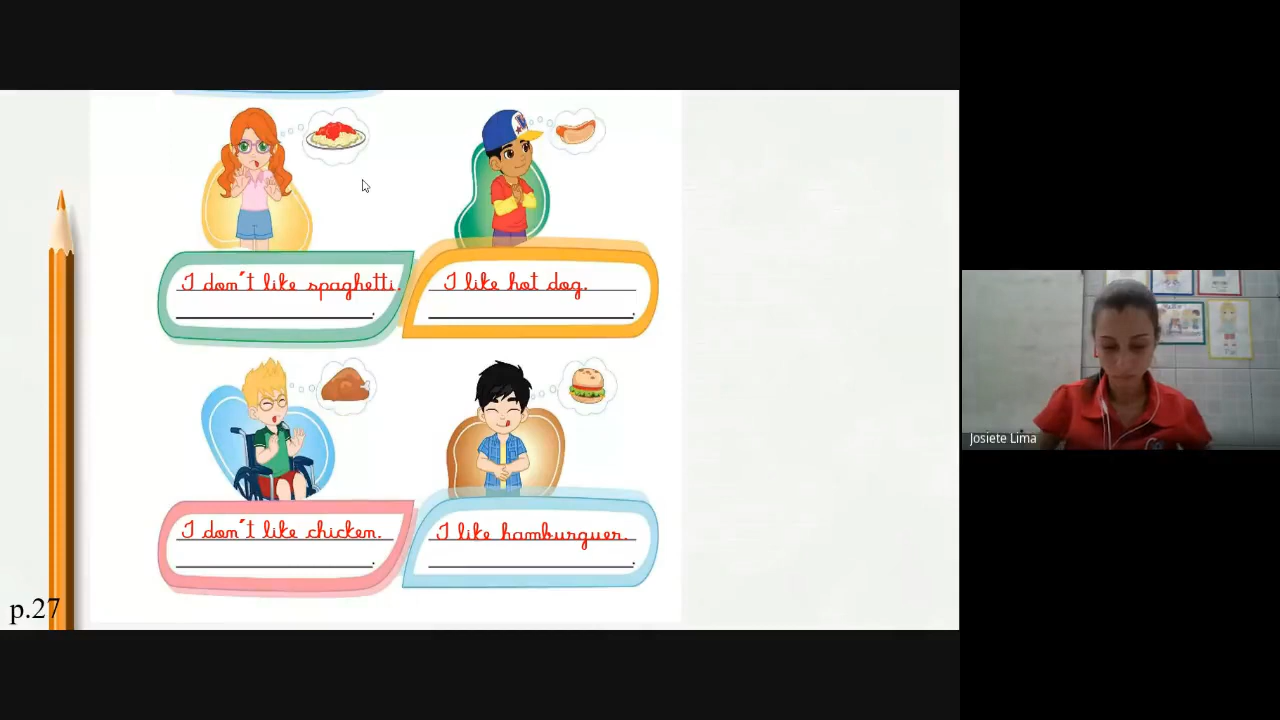 I don't like spaghetti.
I like hot dog.
I don't like chicken.
I like hamburguer.
p.27
Josiete Lima